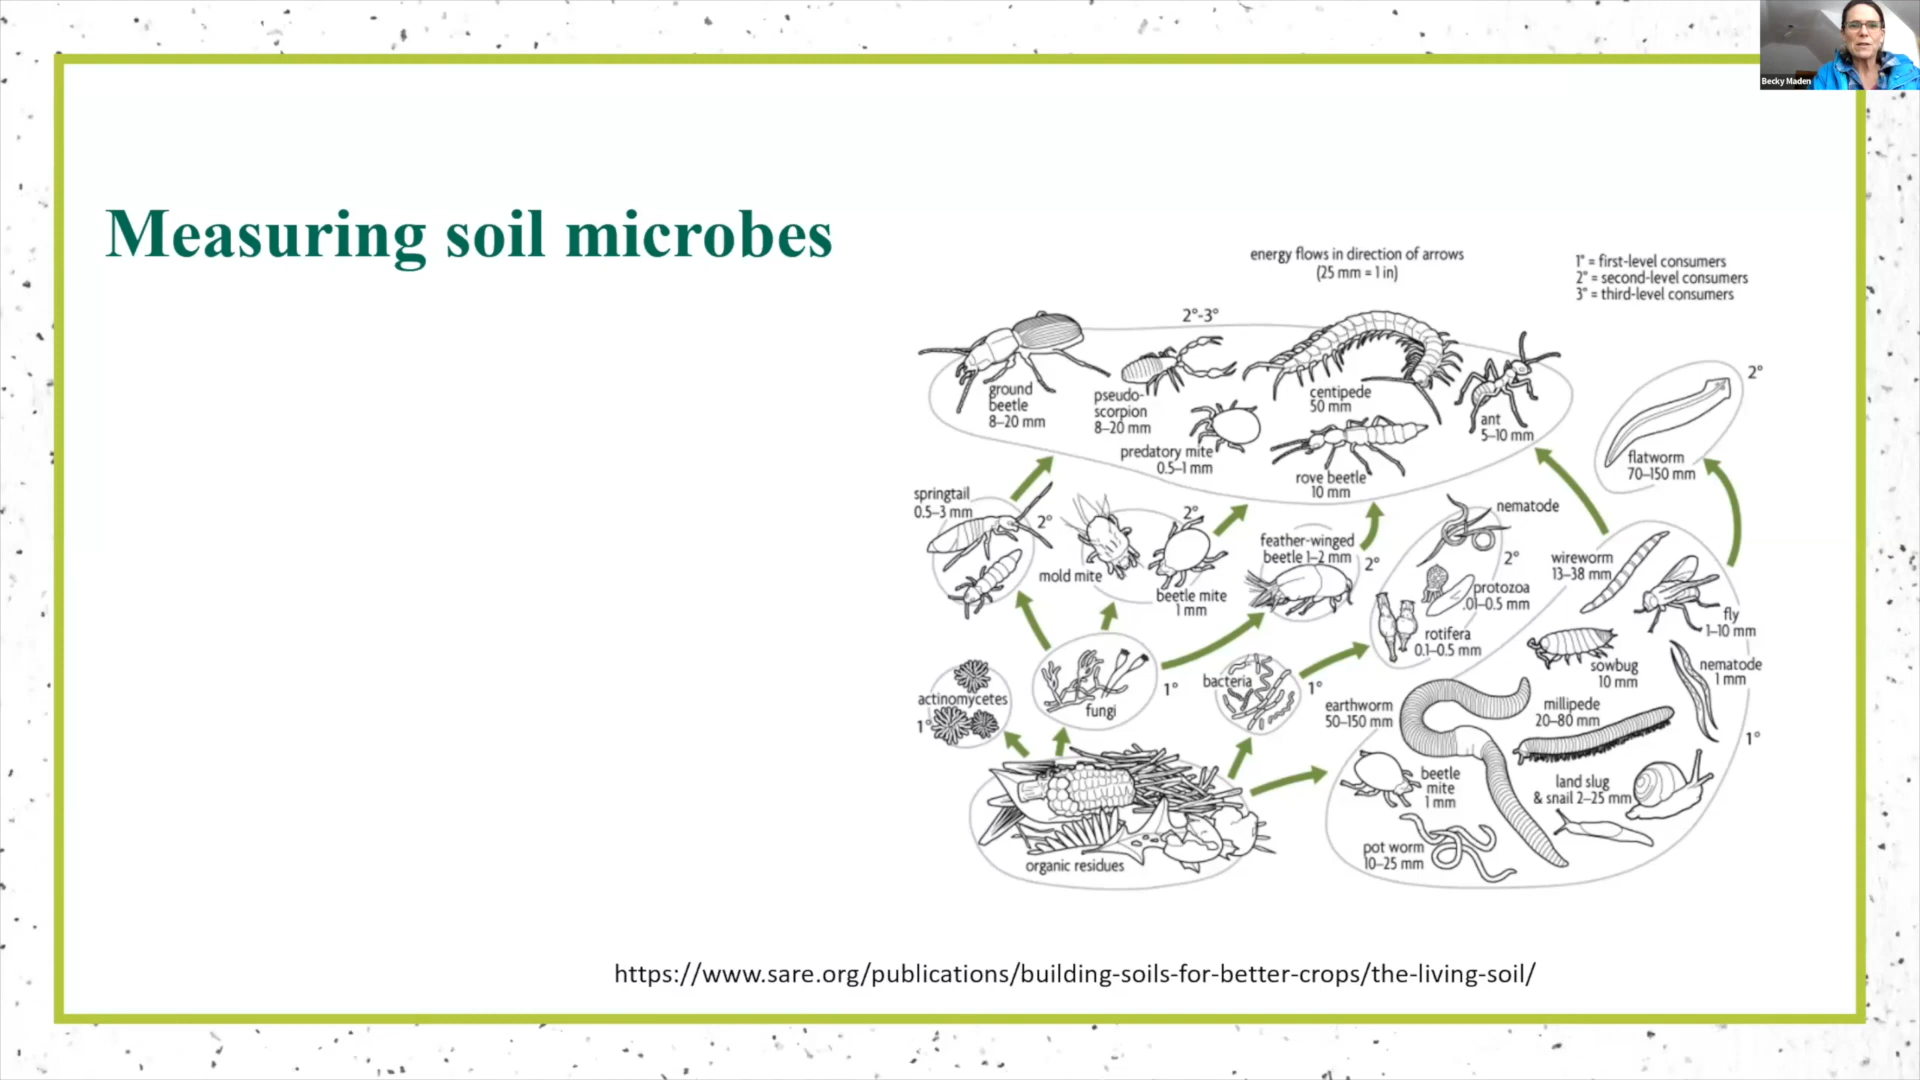 Becky Maden
Measuring soil microbes
energy flows in direction of arrows
(25 mm = 1 in)
1° = first-level consumers
2° = second-level consumers
3° = third-level consumers
2°-3°
ground
beetle
8–20 mm
pseudo-
scorpion
8–20 mm
predatory mite
0.5–1 mm
centipede
50 mm
rove beetle
10 mm
ant
5–10 mm
2°
flatworm
70–150 mm
springtail
0.5–3 mm
2°
mold mite
2°
beetle mite
1 mm
feather-winged
beetle 1–2 mm
2°
nematode
2°
protozoa
.01–0.5 mm
rotifera
0.1–0.5 mm
wireworm
13–38 mm
fly
1–10 mm
sowbug
10 mm
nematode
1 mm
actinomycetes
1°
fungi
1°
bacteria
1°
earthworm
50–150 mm
millipede
20–80 mm
1°
beetle
mite
1 mm
land slug
& snail 2–25 mm
pot worm
10–25 mm
organic residues
https://www.sare.org/publications/building-soils-for-better-crops/the-living-soil/